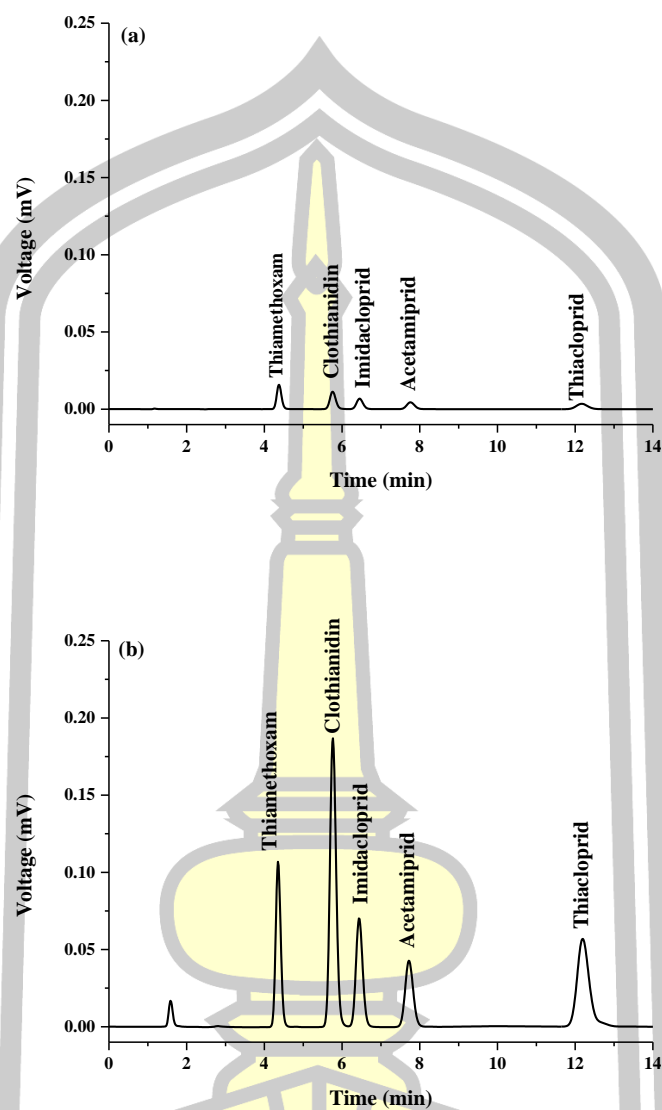 (a)
0.25
0.20
0.15
0.10
0.05
0.00
Voltage (mV)
Thiamethoxam
Clothianidin
Imidacloprid
Acetamiprid
Thiacloprid
0 2 4 6 8 10 12 14
Time (min)
(b)
0.25
0.20
0.15
0.10
0.05
0.00
Voltage (mV)
Thiamethoxam
Clothianidin
Imidacloprid
Acetamiprid
Thiacloprid
0 2 4 6 8 10 12 14
Time (min)